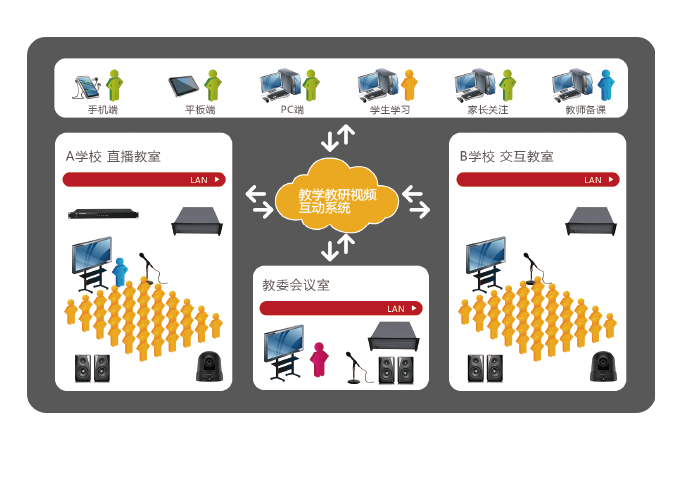 手机端
平板端
PC端
学生学习
家长关注
教师备课
A学校 直播教室
LAN
教学教研视频
互动系统
B学校 交互教室
LAN
教委会议室
LAN